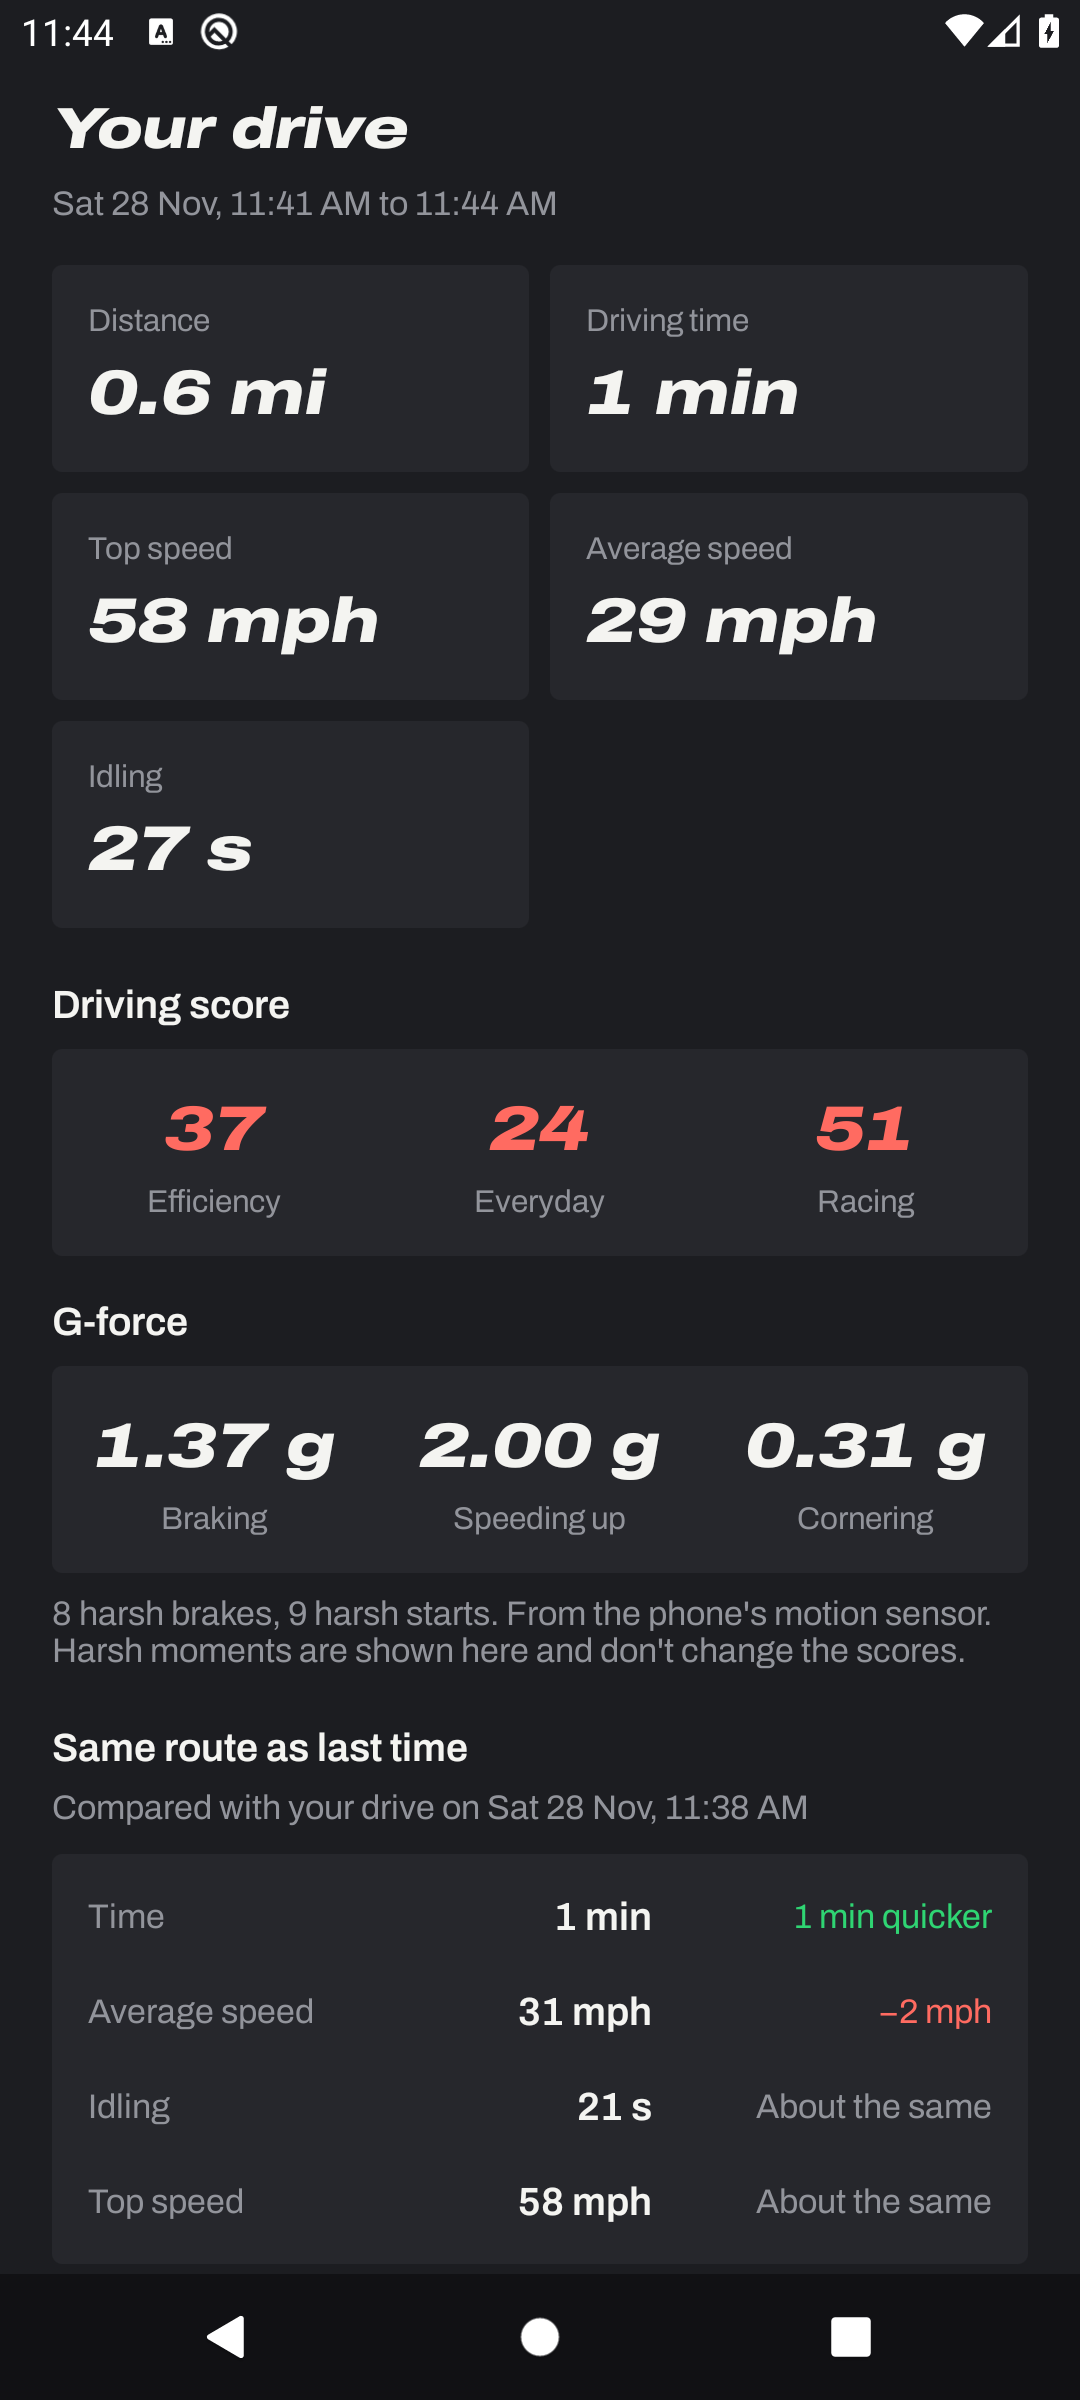 11:44
Your drive
Sat 28 Nov, 11:41 AM to 11:44 AM
Distance
0.6 mi
Driving time
1 min
Top speed
58 mph
Average speed
29 mph
Idling
27 s
Driving score
37
Efficiency
24
Everyday
51
Racing
G-force
1.37 g
Braking
2.00 g
Speeding up
0.31 g
Cornering
8 harsh brakes, 9 harsh starts. From the phone's motion sensor.
Harsh moments are shown here and don't change the scores.
Same route as last time
Compared with your drive on Sat 28 Nov, 11:38 AM
Time 1 min 1 min quicker
Average speed 31 mph −2 mph
Idling 21 s About the same
Top speed 58 mph About the same